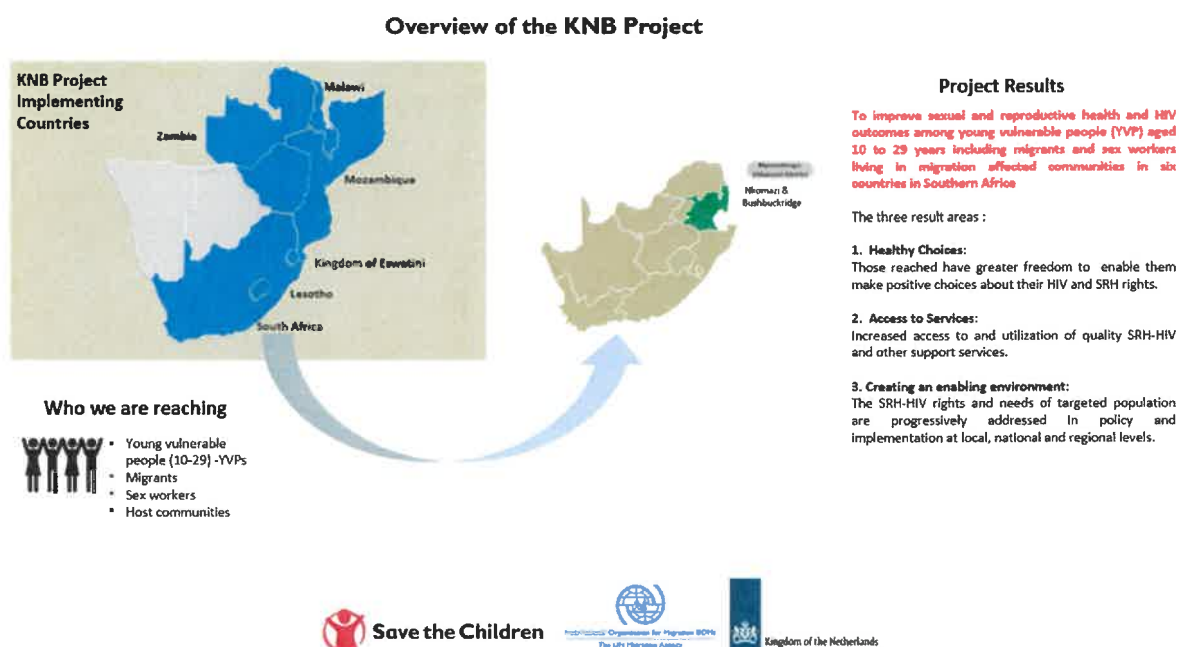 Overview of the KNB Project
KNB Project
Implementing
Countries
Malawi
Zambia
Mozambique
Kingdom of Eswatini
Lesotho
South Africa
Nkomazi &
Bushbuckridge
Who we are reaching
▪ Young vulnerable
people (10-29) -YVPs
▪ Migrants
▪ Sex workers
▪ Host communities
Project Results
To improve sexual and reproductive health and HIV
outcomes among young vulnerable people (YVP) aged
10 to 29 years including migrants and sex workers
living in migration affected communities in six
countries in Southern Africa
The three result areas :
1. Healthy Choices:
Those reached have greater freedom to enable them
make positive choices about their HIV and SRH rights.
2. Access to Services:
Increased access to and utilization of quality SRH-HIV
and other support services.
3. Creating an enabling environment:
The SRH-HIV rights and needs of targeted population
are progressively addressed in policy and
implementation at local, national and regional levels.
Save the Children
International Organization for Migration (IOM)
The UN Migration Agency
Kingdom of the Netherlands